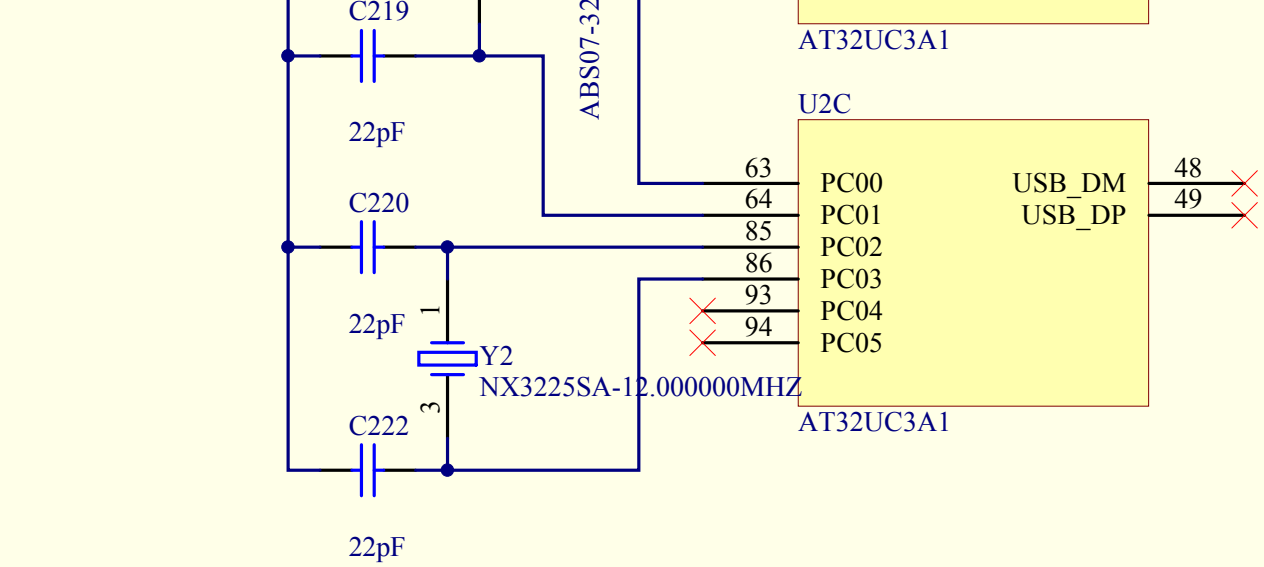 C219
22pF
ABS07-32
AT32UC3A1
U2C
63
PC00
USB_DM
48
64
PC01
USB_DP
49
C220
85
PC02
86
PC03
93
PC04
94
PC05
22pF
1
Y2
NX3225SA-12.000000MHZ
3
C222
AT32UC3A1
22pF